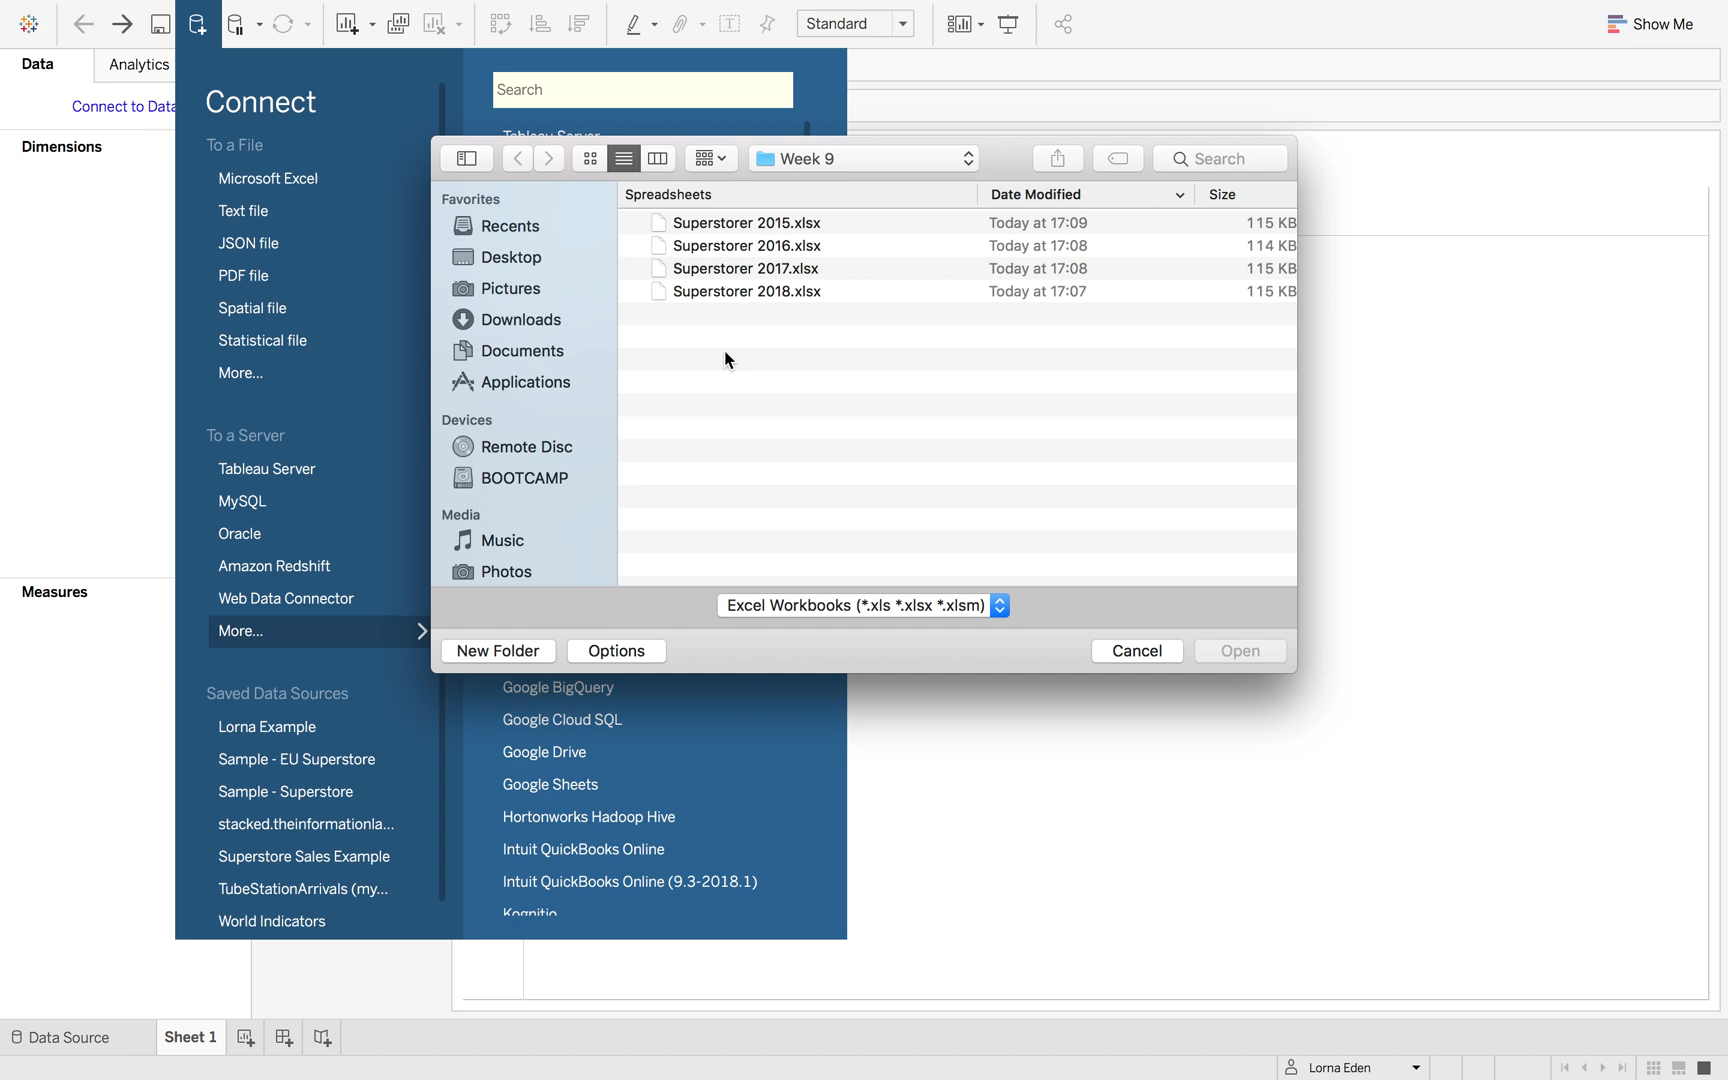 Standard
Show Me
Data
Analytics
Connect to Data
Dimensions
Measures
Connect
To a File
Microsoft Excel
Text file
JSON file
PDF file
Spatial file
Statistical file
More...
To a Server
Tableau Server
MySQL
Oracle
Amazon Redshift
Web Data Connector
More...
Saved Data Sources
Lorna Example
Sample - EU Superstore
Sample - Superstore
stacked.theinformationla...
Superstore Sales Example
TubeStationArrivals (my...
World Indicators
Search
Tableau Server
Week 9
Search
Favorites
Recents
Desktop
Pictures
Downloads
Documents
Applications
Devices
Remote Disc
BOOTCAMP
Media
Music
Photos
Spreadsheets Date Modified Size
Superstorer 2015.xlsx Today at 17:09 115 KB
Superstorer 2016.xlsx Today at 17:08 114 KB
Superstorer 2017.xlsx Today at 17:08 115 KB
Superstorer 2018.xlsx Today at 17:07 115 KB
Excel Workbooks (*.xls *.xlsx *.xlsm)
New Folder
Options
Cancel
Open
Google BigQuery
Google Cloud SQL
Google Drive
Google Sheets
Hortonworks Hadoop Hive
Intuit QuickBooks Online
Intuit QuickBooks Online (9.3-2018.1)
Kognitio
Data Source
Sheet 1
Lorna Eden